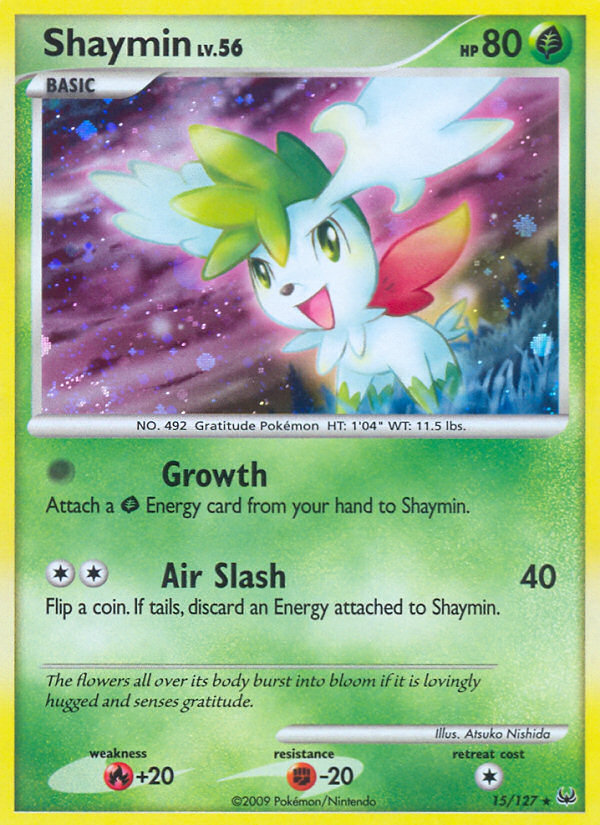 Shaymin LV.56
HP 80
BASIC
NO. 492 Gratitude Pokémon HT: 1'04" WT: 11.5 lbs.
Growth
Attach a Energy card from your hand to Shaymin.
Air Slash 40
Flip a coin. If tails, discard an Energy attached to Shaymin.
The flowers all over its body burst into bloom if it is lovingly
hugged and senses gratitude.
Illus. Atsuko Nishida
weakness resistance retreat cost
+20 -20
©2009 Pokémon/Nintendo 15/127 ★